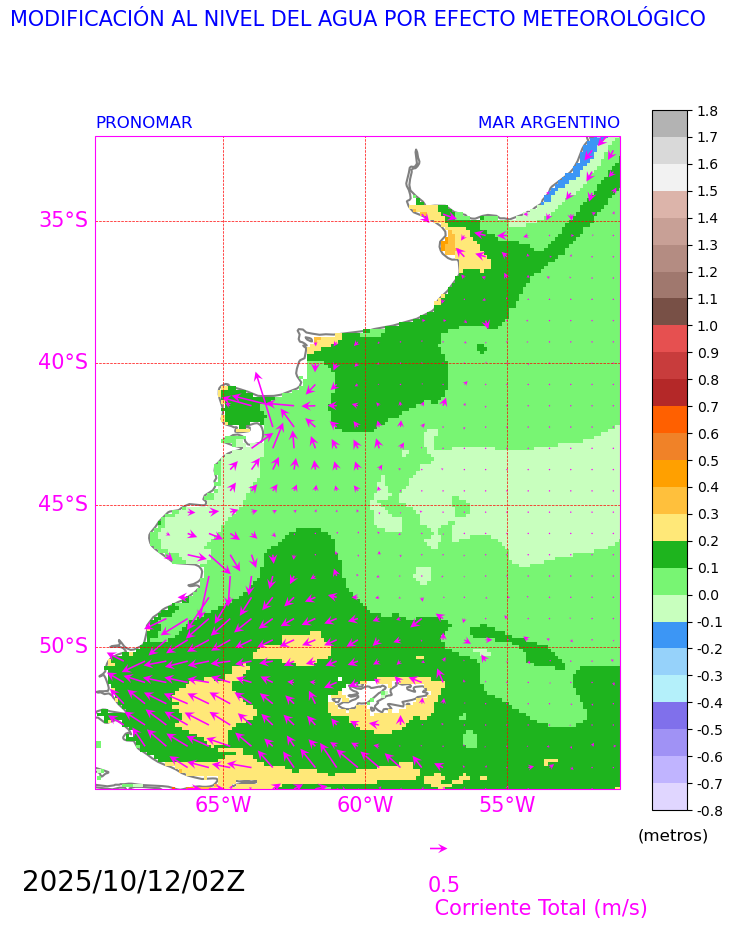 MODIFICACIÓN AL NIVEL DEL AGUA POR EFECTO METEOROLÓGICO
PRONOMAR MAR ARGENTINO
35°S
40°S
45°S
50°S
65°W 60°W 55°W
1.8
1.7
1.6
1.5
1.4
1.3
1.2
1.1
1.0
0.9
0.8
0.7
0.6
0.5
0.4
0.3
0.2
0.1
0.0
-0.1
-0.2
-0.3
-0.4
-0.5
-0.6
-0.7
-0.8
(metros)
2025/10/12/02Z
0.5
Corriente Total (m/s)